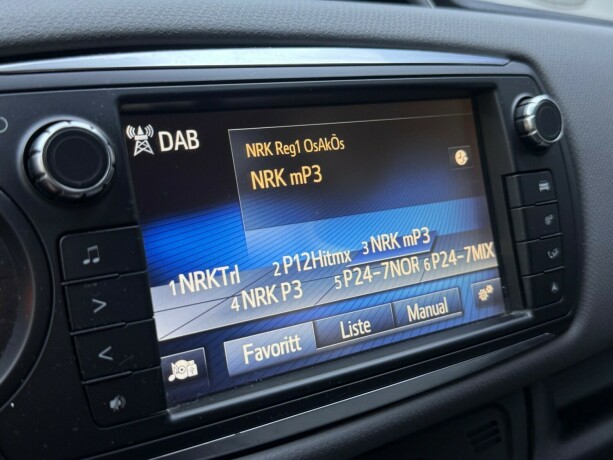 DAB
NRK Reg1 OsAkÖs
NRK mP3
1 NRKTrl 2 P12Hitmx 3 NRK mP3
4 NRK P3 5 P24-7NOR 6 P24-7MIX
Favoritt Liste Manual